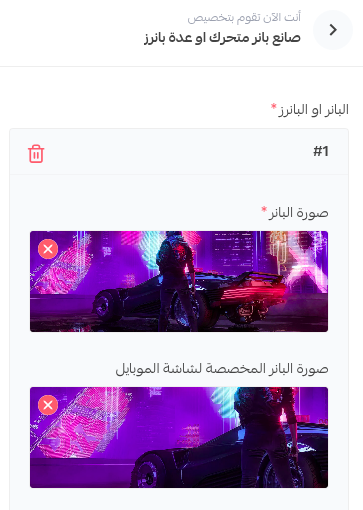 أنت الآن تقوم بتخصيص
صانع بانر متحرك او عدة بانرز
البانر او البانرز *
#1
صورة البانر *
صورة البانر المخصصة لشاشة الموبايل